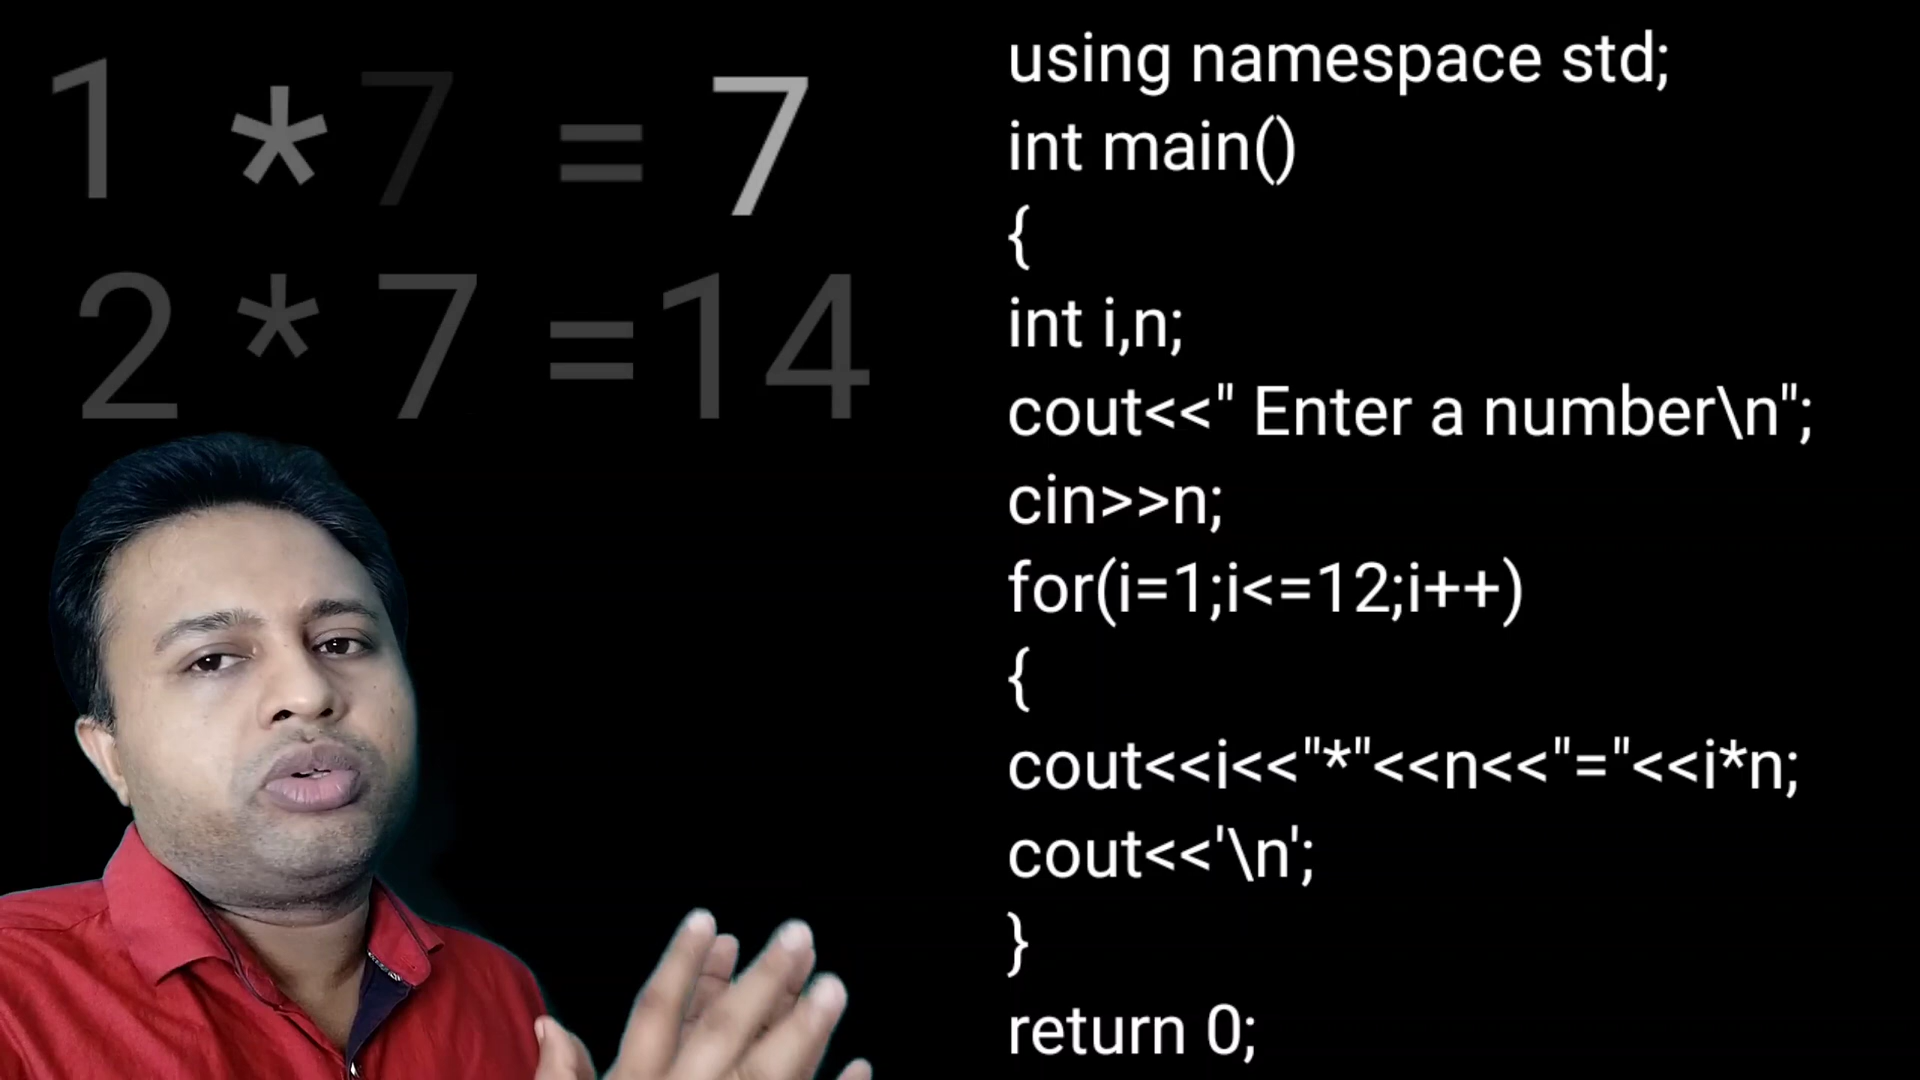 1 * 7 = 7
2 * 7 =14
using namespace std;
int main()
{
int i,n;
cout<<" Enter a number\n";
cin>>n;
for(i=1;i<=12;i++)
{
cout<<i<<"*"<<n<<"="<<i*n;
cout<<'\n';
}
return 0;